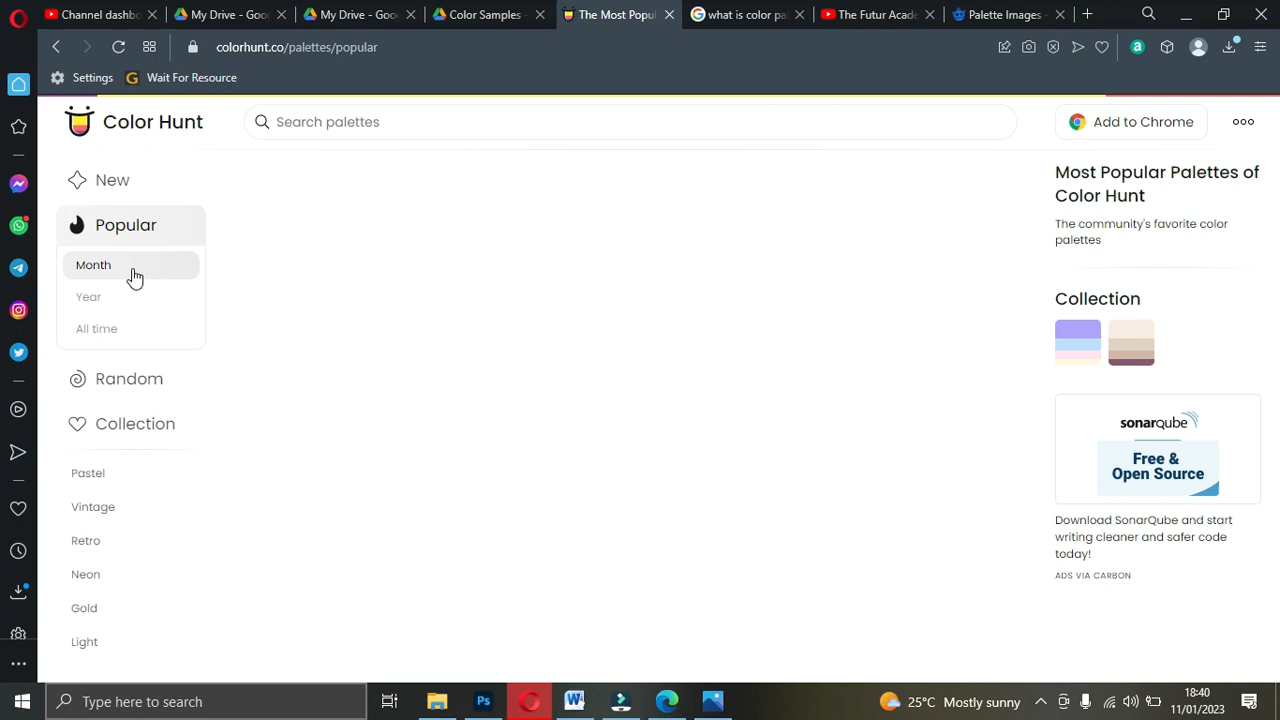 Channel dashbo
My Drive - Goo
My Drive - Goo
Color Samples -
The Most Popul
what is color pa
The Futur Acade
Palette Images -
colorhunt.co/palettes/popular
Settings
Wait For Resource
Color Hunt
Search palettes
Add to Chrome
New
Popular
Month
Year
All time
Random
Collection
Pastel
Vintage
Retro
Neon
Gold
Light
Most Popular Palettes of
Color Hunt
The community's favorite color
palettes
Collection
sonarqube
Free &
Open Source
Download SonarQube and start
writing cleaner and safer code
today!
ADS VIA CARBON
Type here to search
Ps
W
25°C Mostly sunny
18:40
11/01/2023